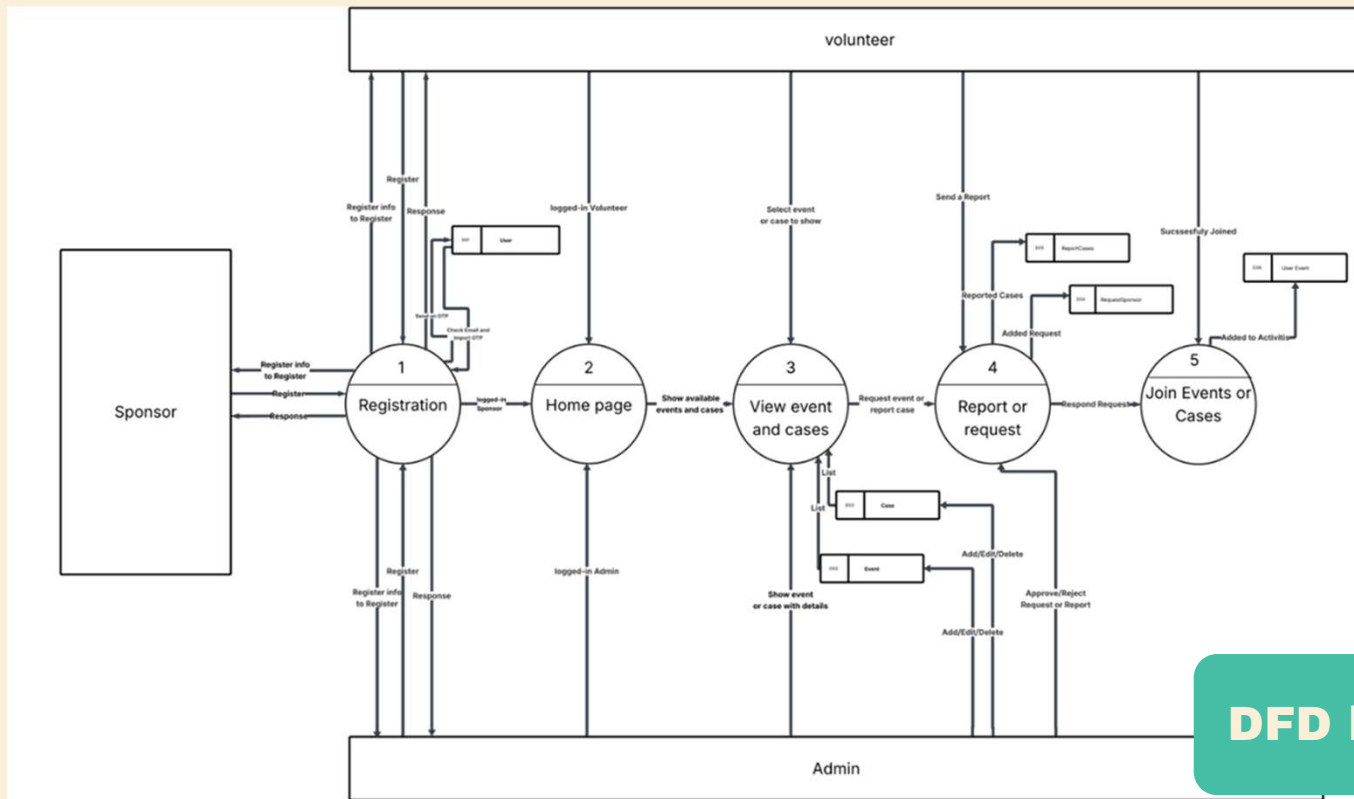 volunteer
Register
Register info
to Register
Response
logged-in Volunteer
Select event
or case to show
Send a Report
Sucssesfuly Joined
User
ReportCases
User Event
Reported Cases
RequestSponsor
Send an OTP
Check Email and
Import OTP
Added Request
Added to Activitie
Sponsor
Register info
to Register
Register
Response
1
Registration
logged-in
Sponsor
2
Home page
Show available
events and cases
3
View event
and cases
Request event or
report case
4
Report or
request
Respond Request
5
Join Events or
Cases
List
List
Case
Event
Add/Edit/Delete
Add/Edit/Delete
Register
Register info
to Register
Response
logged-in Admin
Show event
or case with details
Approve/Reject
Request or Report
Admin
DFD